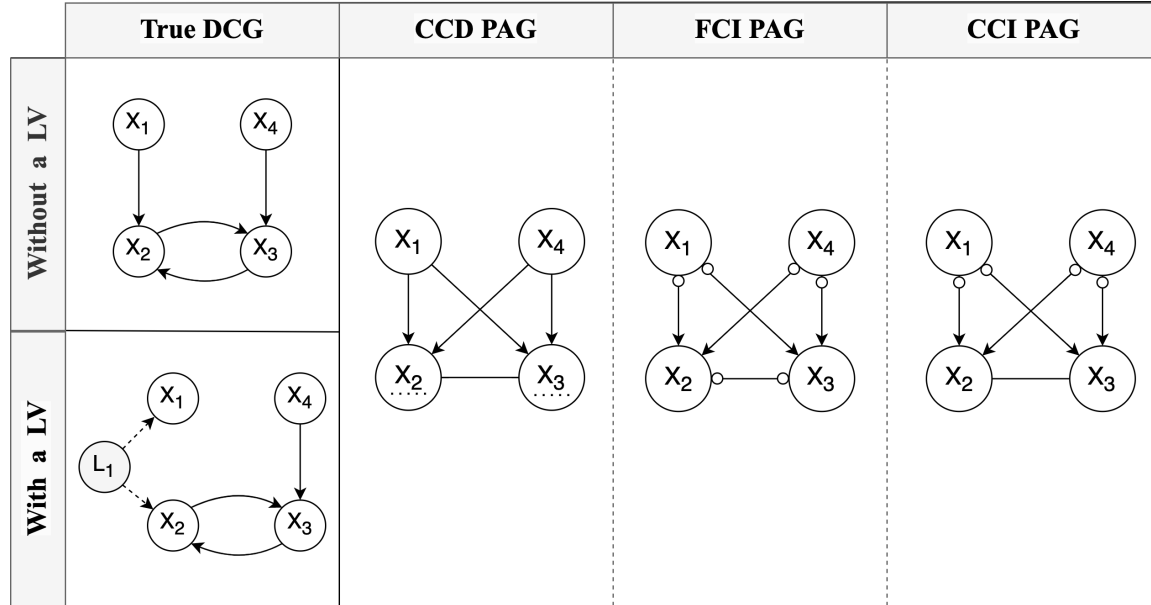 True DCG
CCD PAG
FCI PAG
CCI PAG
Without a LV
X1
X4
X2
X3
With a LV
X1
X4
L1
X2
X3
X1
X4
X2
X3
X1
X4
X2
X3
X1
X4
X2
X3